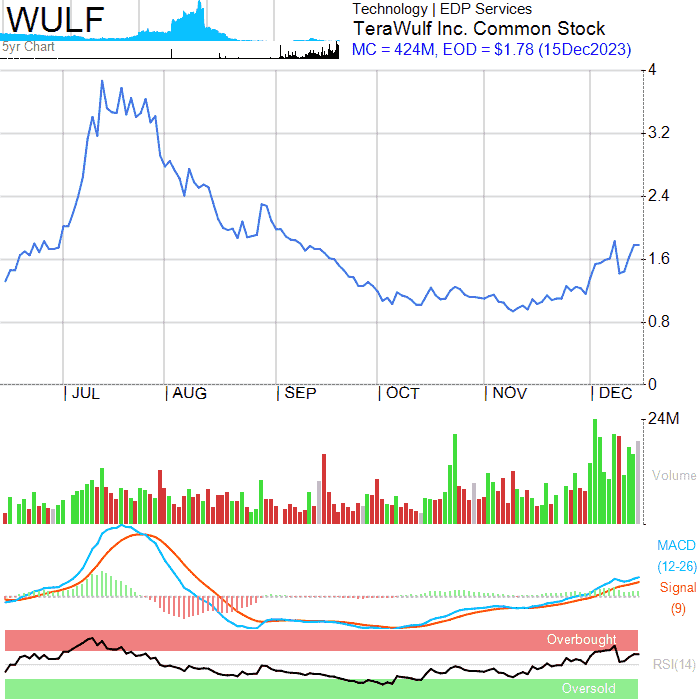 WULF
5yr Chart
Technology | EDP Services
TeraWulf Inc. Common Stock
MC = 424M, EOD = $1.78 (15Dec2023)
4
3.2
2.4
1.6
0.8
0
JUL AUG SEP OCT NOV DEC
24M
Volume
MACD
(12-26)
Signal
(9)
Overbought
RSI(14)
Oversold